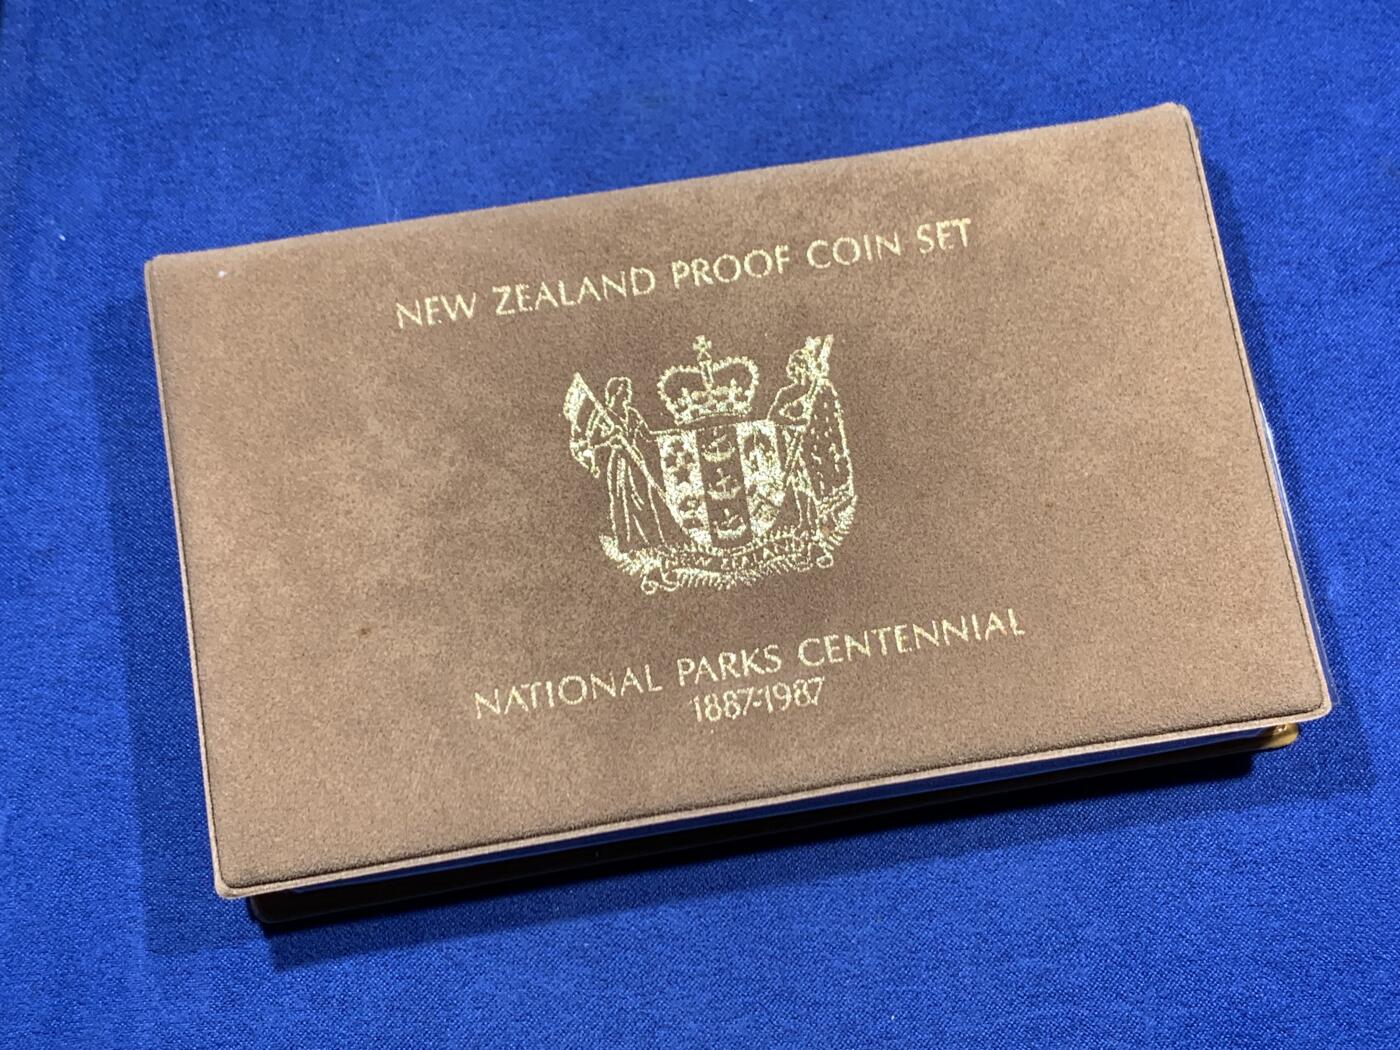 NEW ZEALAND PROOF COIN SET
NEW ZEALAND
NATIONAL PARKS CENTENNIAL
1887-1987